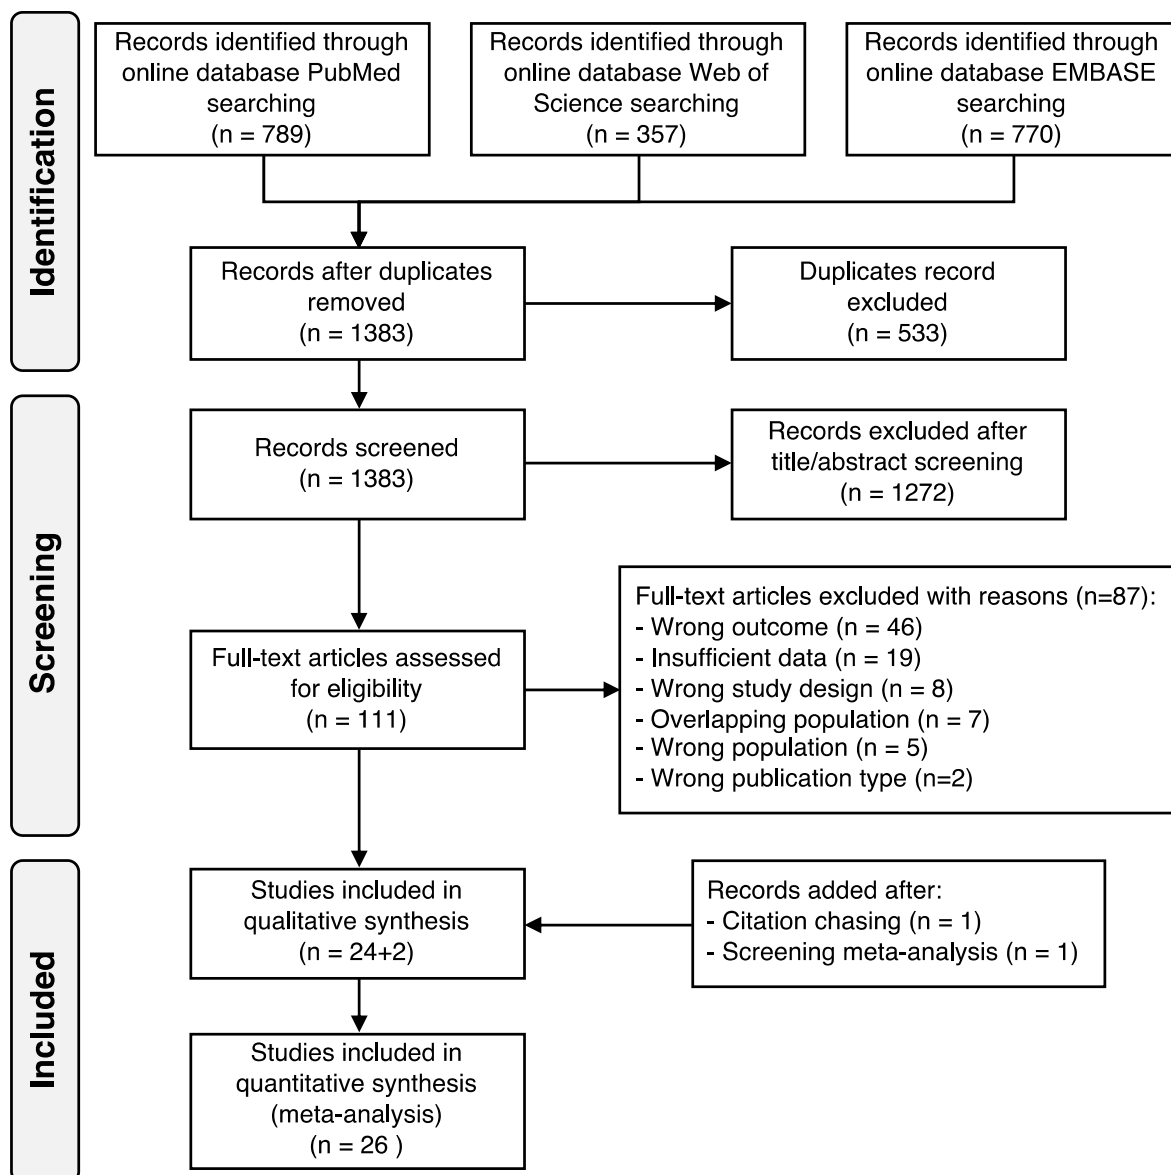 Identification
Records identified through
online database PubMed
searching
(n = 789)
Records identified through
online database Web of
Science searching
(n = 357)
Records identified through
online database EMBASE
searching
(n = 770)
Records after duplicates
removed
(n = 1383)
Duplicates record
excluded
(n = 533)
Screening
Records screened
(n = 1383)
Records excluded after
title/abstract screening
(n = 1272)
Full-text articles assessed
for eligibility
(n = 111)
Full-text articles excluded with reasons (n=87):
- Wrong outcome (n = 46)
- Insufficient data (n = 19)
- Wrong study design (n = 8)
- Overlapping population (n = 7)
- Wrong population (n = 5)
- Wrong publication type (n=2)
Included
Studies included in
qualitative synthesis
(n = 24+2)
Records added after:
- Citation chasing (n = 1)
- Screening meta-analysis (n = 1)
Studies included in
quantitative synthesis
(meta-analysis)
(n = 26 )